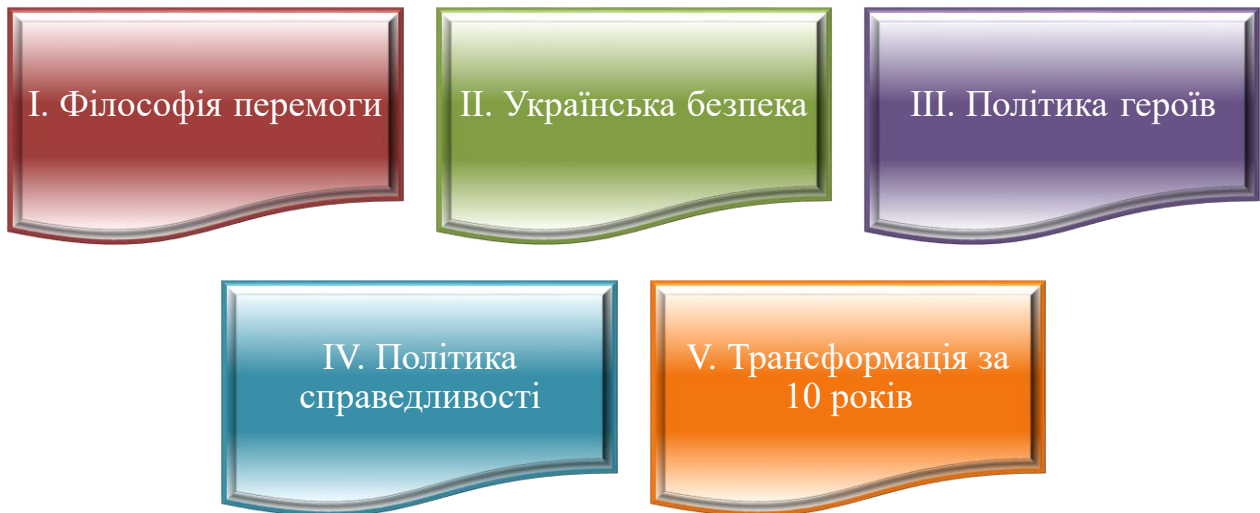 I. Філософія перемоги
II. Українська безпека
III. Політика героїв
IV. Політика
справедливості
V. Трансформація за
10 років